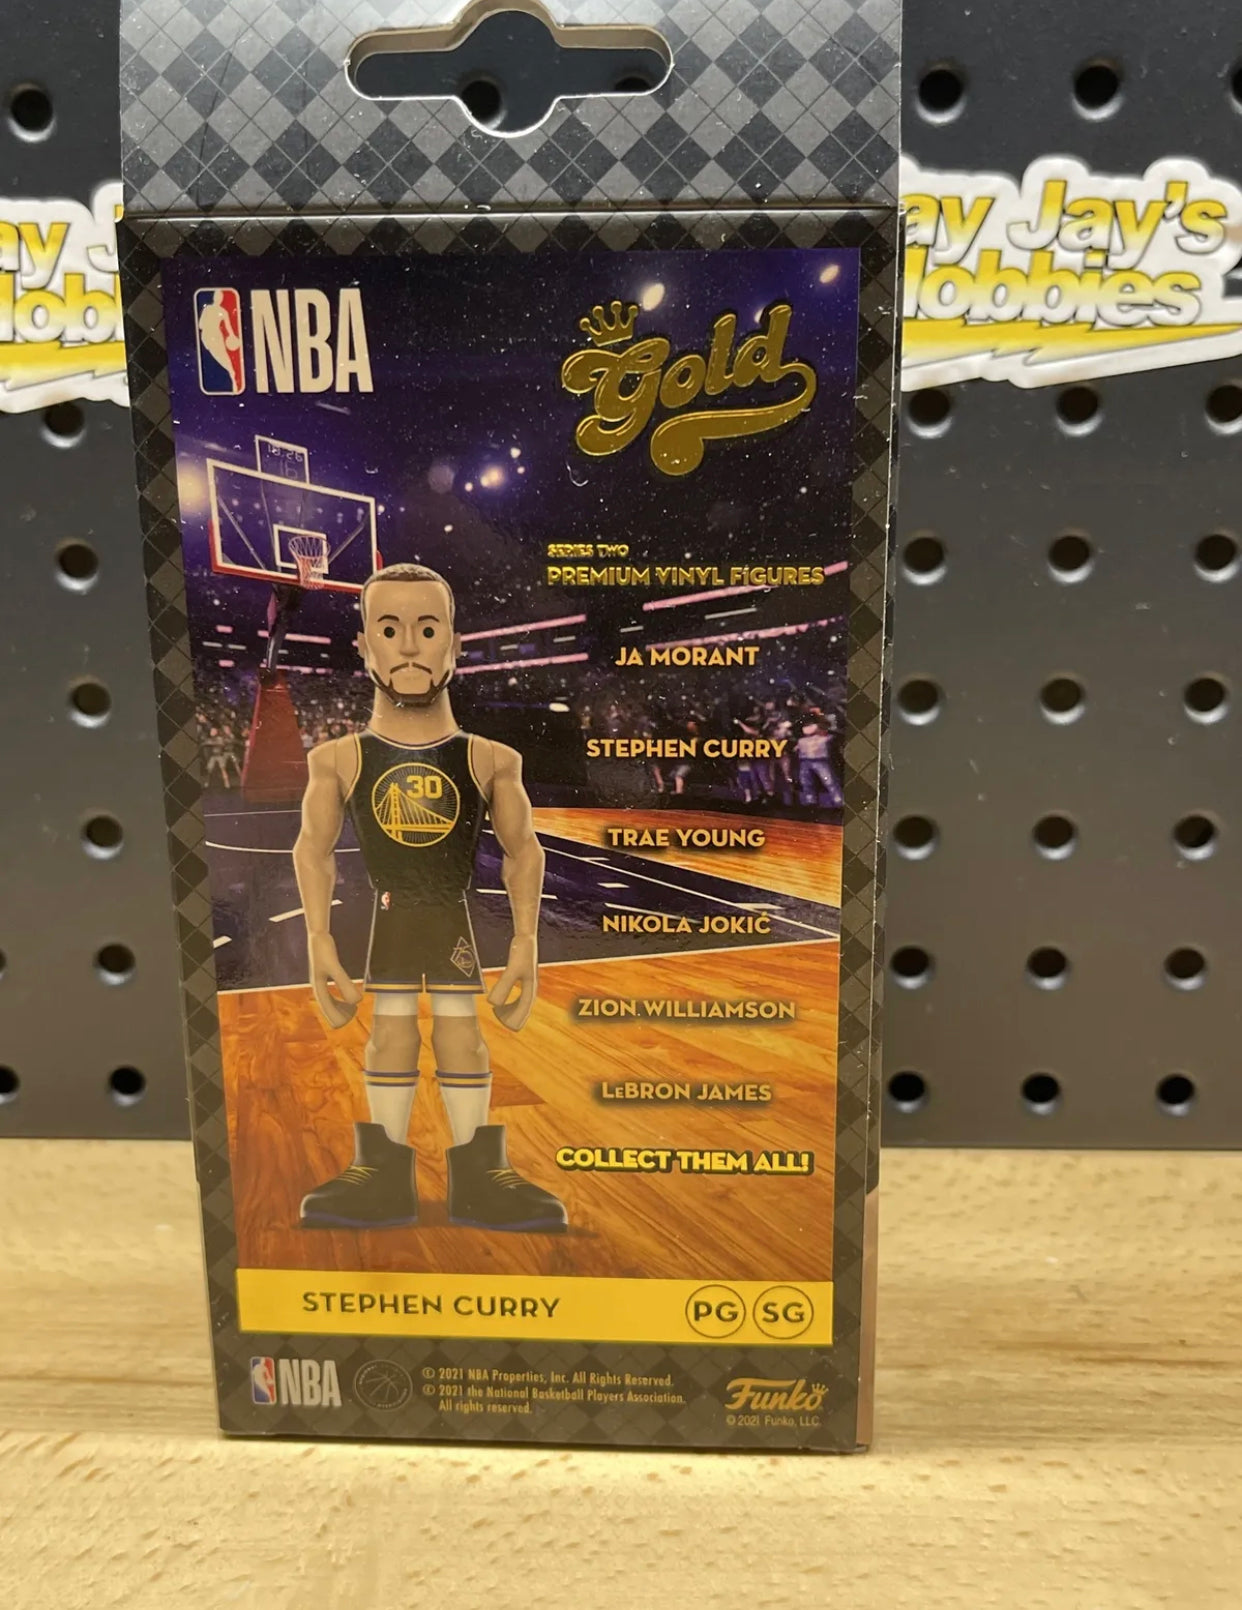 ay Jay's
Hobbies
NBA
Gold
SERIES TWO
PREMIUM VINYL FIGURES
JA MORANT
STEPHEN CURRY
TRAE YOUNG
NIKOLA JOKIĆ
ZION WILLIAMSON
LeBRON JAMES
COLLECT THEM ALL!
30
STEPHEN CURRY
PG SG
NBA
© 2021 NBA Properties, Inc. All Rights Reserved.
© 2021 the National Basketball Players Association.
All rights reserved.
Funko
© 2021 Funko, LLC.